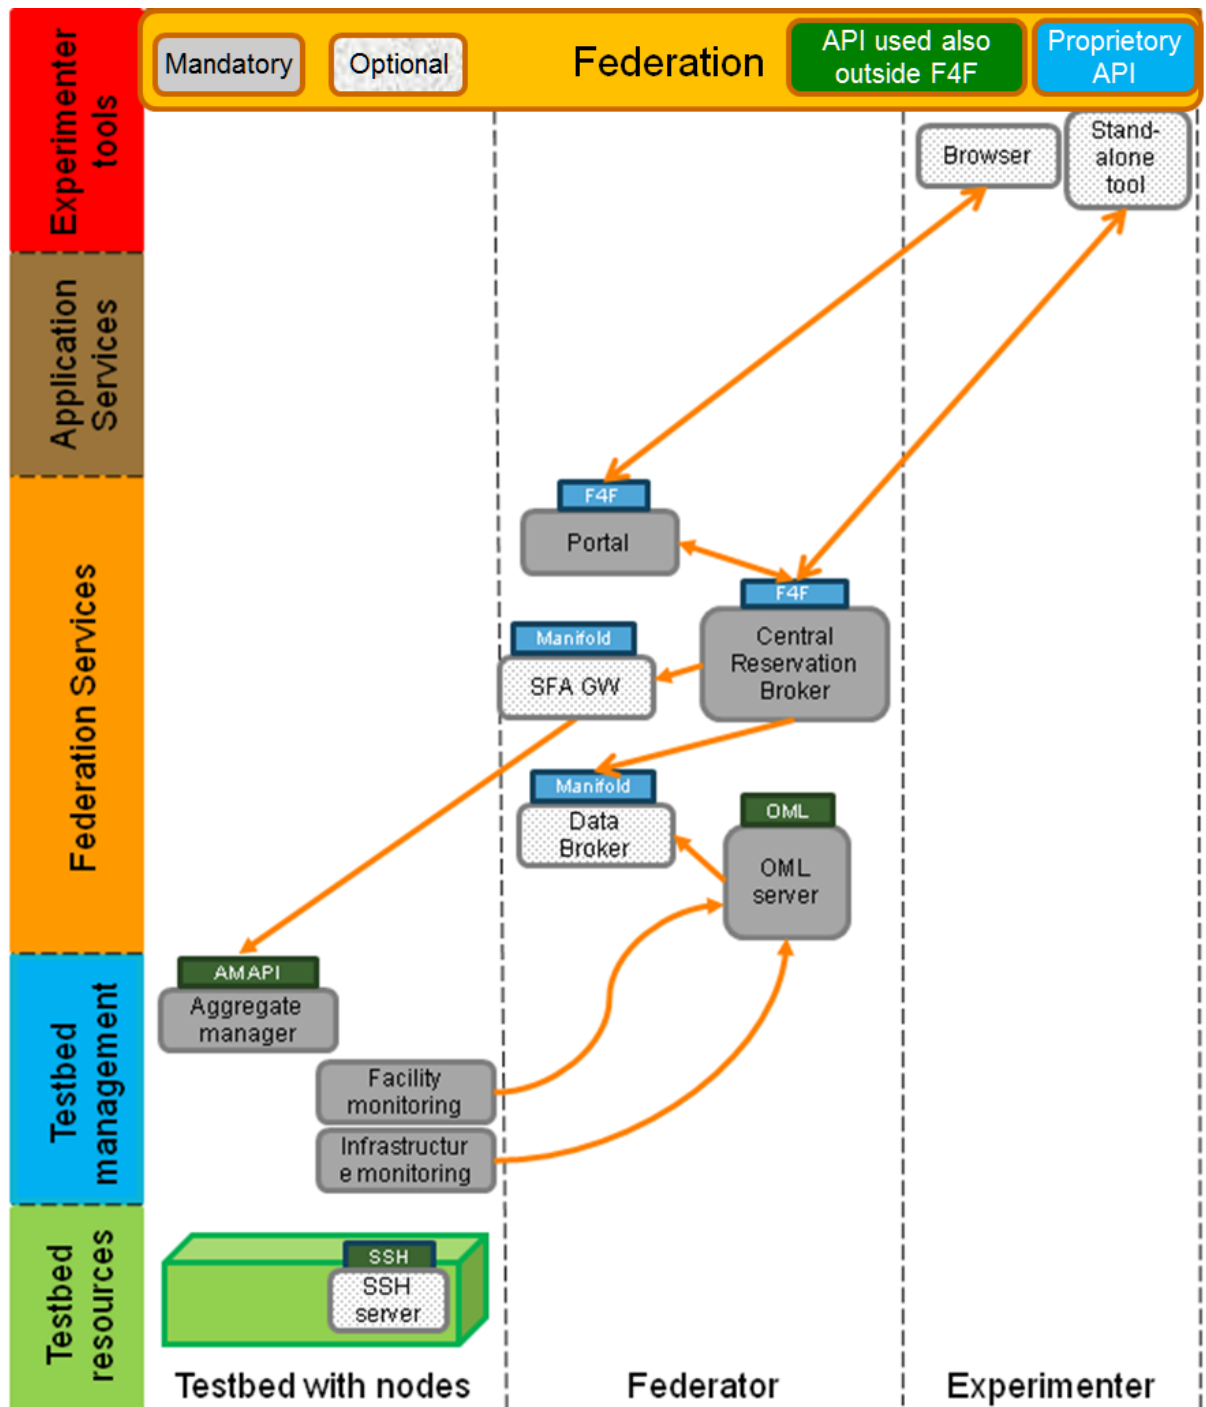 Mandatory
Optional
Federation
API used also
outside F4F
Proprietory
API
Experimenter
tools
Browser
Stand-
alone
tool
Application
Services
Federation Services
F4F
Portal
F4F
Central
Reservation
Broker
Manifold
SFA GW
Manifold
Data
Broker
OML
OML
server
Testbed
management
AM API
Aggregate
manager
Facility
monitoring
Infrastructur
e monitoring
Testbed
resources
SSH
SSH
server
Testbed with nodes
Federator
Experimenter